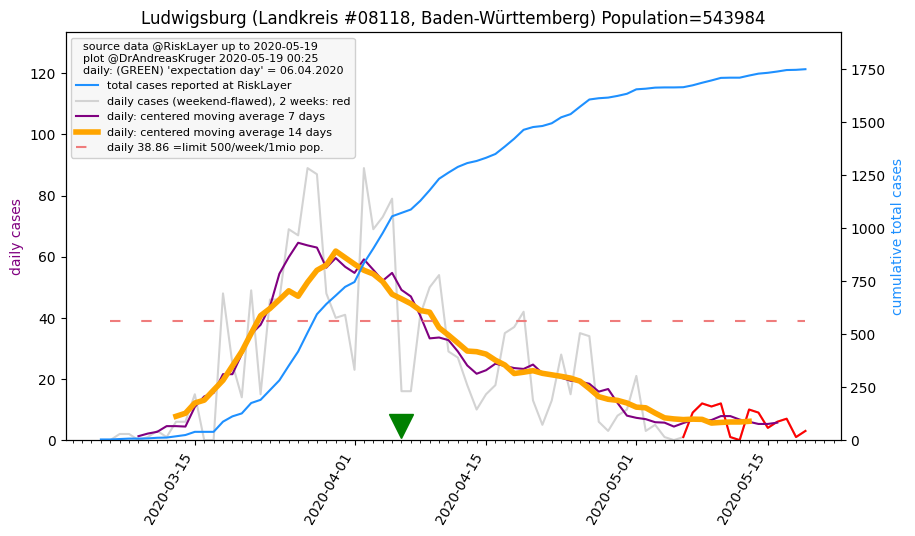 Ludwigsburg (Landkreis #08118, Baden-Württemberg) Population=543984
source data @RiskLayer up to 2020-05-19
plot @DrAndreasKruger 2020-05-19 00:25
daily: (GREEN) 'expectation day' = 06.04.2020
total cases reported at RiskLayer
daily cases (weekend-flawed), 2 weeks: red
daily: centered moving average 7 days
daily: centered moving average 14 days
daily 38.86 =limit 500/week/1mio pop.
daily cases
120
100
80
60
40
20
0
cumulative total cases
1750
1500
1250
1000
750
500
250
0
2020-03-15
2020-04-01
2020-04-15
2020-05-01
2020-05-15